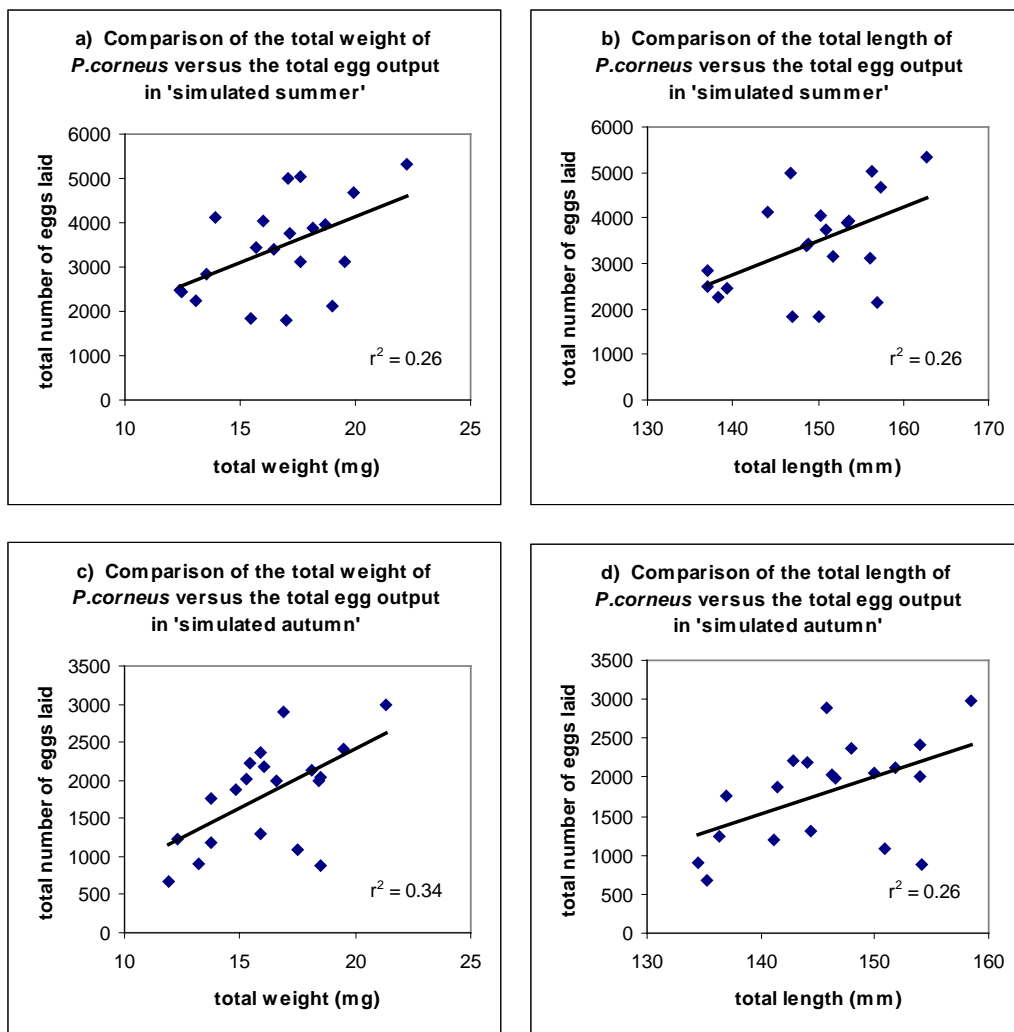 a) Comparison of the total weight of
P.corneus versus the total egg output
in 'simulated summer'
total number of eggs laid
6000
5000
4000
3000
2000
1000
0
r² = 0.26
10 15 20 25
total weight (mg)
b) Comparison of the total length of
P.corneus versus the total egg output
in 'simulated summer'
total number of eggs laid
6000
5000
4000
3000
2000
1000
0
r² = 0.26
130 140 150 160 170
total length (mm)
c) Comparison of the total weight of
P.corneus versus the total egg output
in 'simulated autumn'
total number of eggs laid
3500
3000
2500
2000
1500
1000
500
0
r² = 0.34
10 15 20 25
total weight (mg)
d) Comparison of the total length of
P.corneus versus the total egg output
in 'simulated autumn'
total number of eggs laid
3500
3000
2500
2000
1500
1000
500
0
r² = 0.26
130 140 150 160
total length (mm)